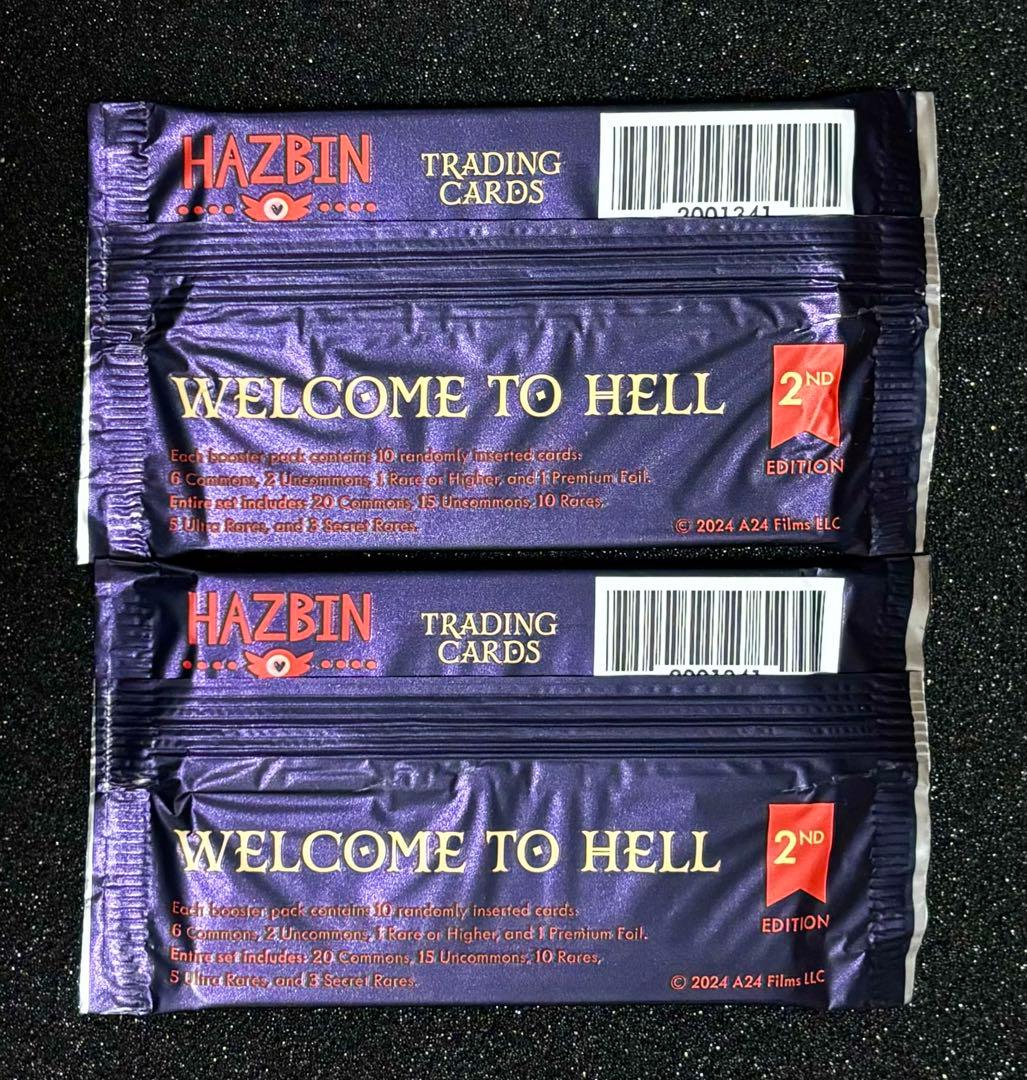 HAZBIN
TRADING
CARDS
2001341
WELCOME TO HELL
2ND
EDITION
Each booster pack contains 10 randomly inserted cards:
6 Commons, 2 Uncommons, 1 Rare or Higher, and 1 Premium Foil.
Entire set includes: 20 Commons, 15 Uncommons, 10 Rares,
5 Ultra Rares, and 3 Secret Rares.
© 2024 A24 Films LLC
HAZBIN
TRADING
CARDS
WELCOME TO HELL
2ND
EDITION
Each booster pack contains 10 randomly inserted cards:
6 Commons, 2 Uncommons, 1 Rare or Higher, and 1 Premium Foil.
Entire set includes: 20 Commons, 15 Uncommons, 10 Rares,
5 Ultra Rares, and 3 Secret Rares.
© 2024 A24 Films LLC